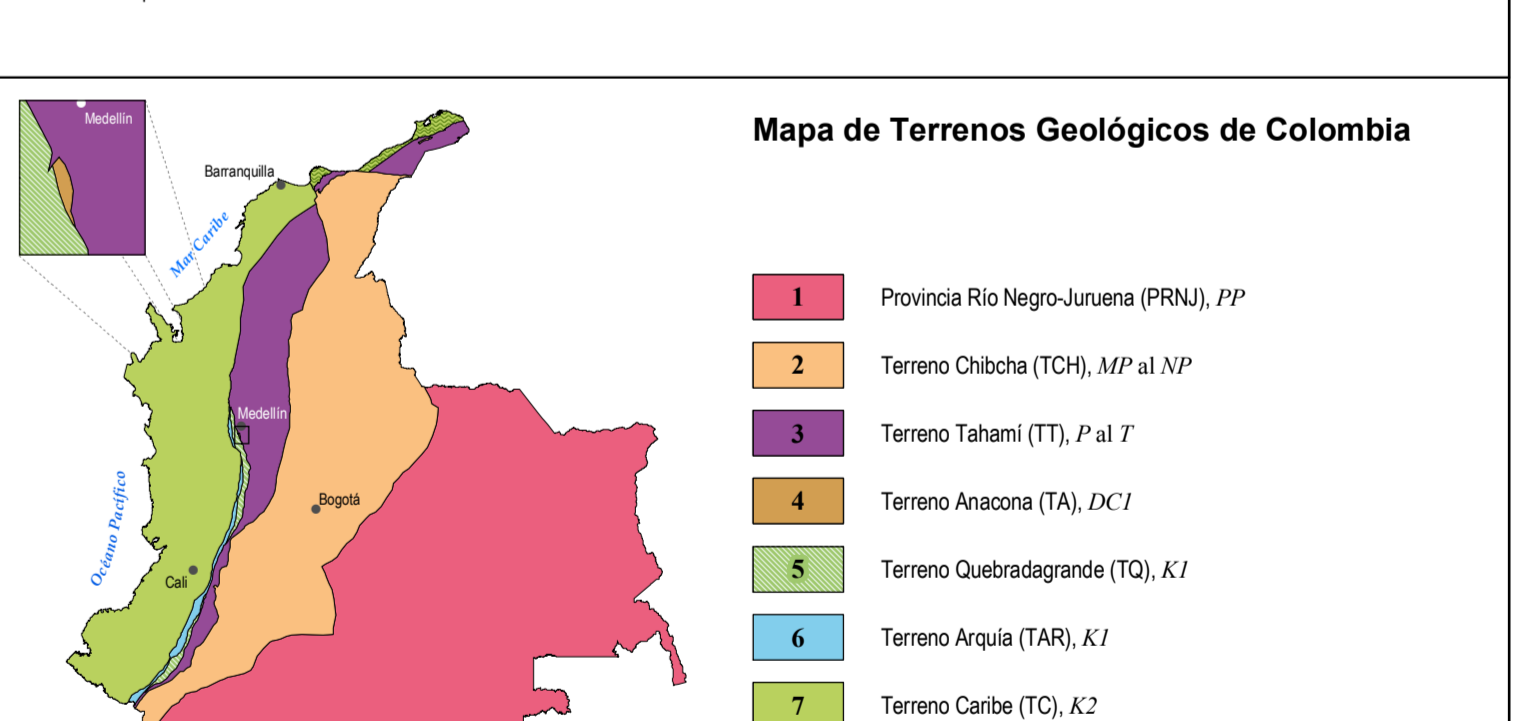 Medellín
Barranquilla
Mar Caribe
Medellín
Bogotá
Océano Pacífico
Cali
Mapa de Terrenos Geológicos de Colombia
1 Provincia Río Negro-Juruena (PRNJ), PP
2 Terreno Chibcha (TCH), MP al NP
3 Terreno Tahamí (TT), P al T
4 Terreno Anacona (TA), DC1
5 Terreno Quebradagrande (TQ), K1
6 Terreno Arquía (TAR), K1
7 Terreno Caribe (TC), K2